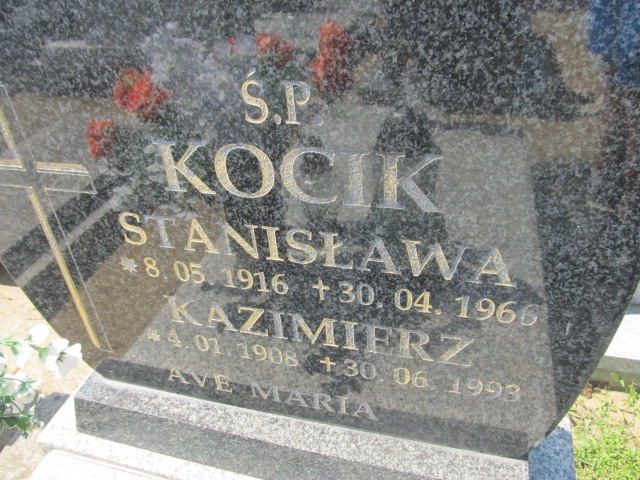 Ś.P.
KOCIK
STANISŁAWA
* 8. 05. 1916 + 30. 04. 1966
KAZIMIERZ
* 4. 01. 1908 + 30. 06. 1993
AVE MARIA